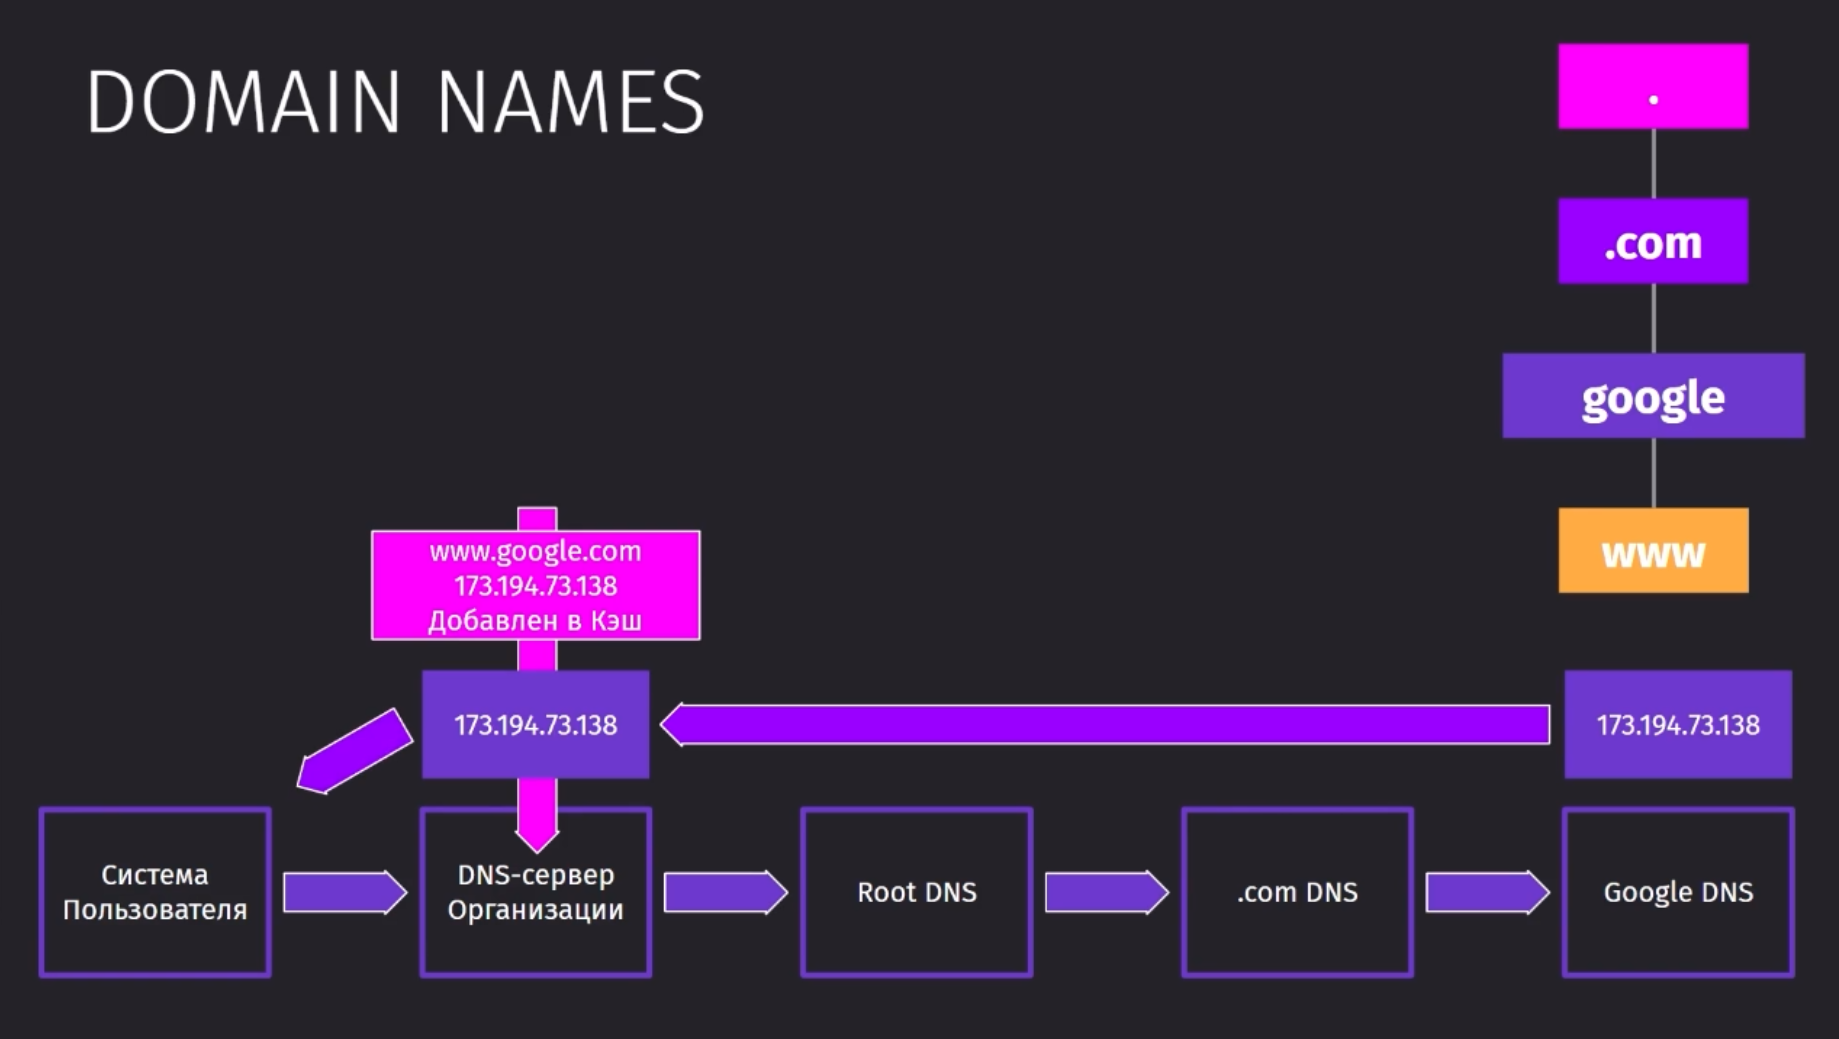 DOMAIN NAMES
.
.com
google
www
www.google.com
173.194.73.138
Добавлен в Кэш
173.194.73.138
173.194.73.138
Система
Пользователя
DNS-сервер
Организации
Root DNS
.com DNS
Google DNS